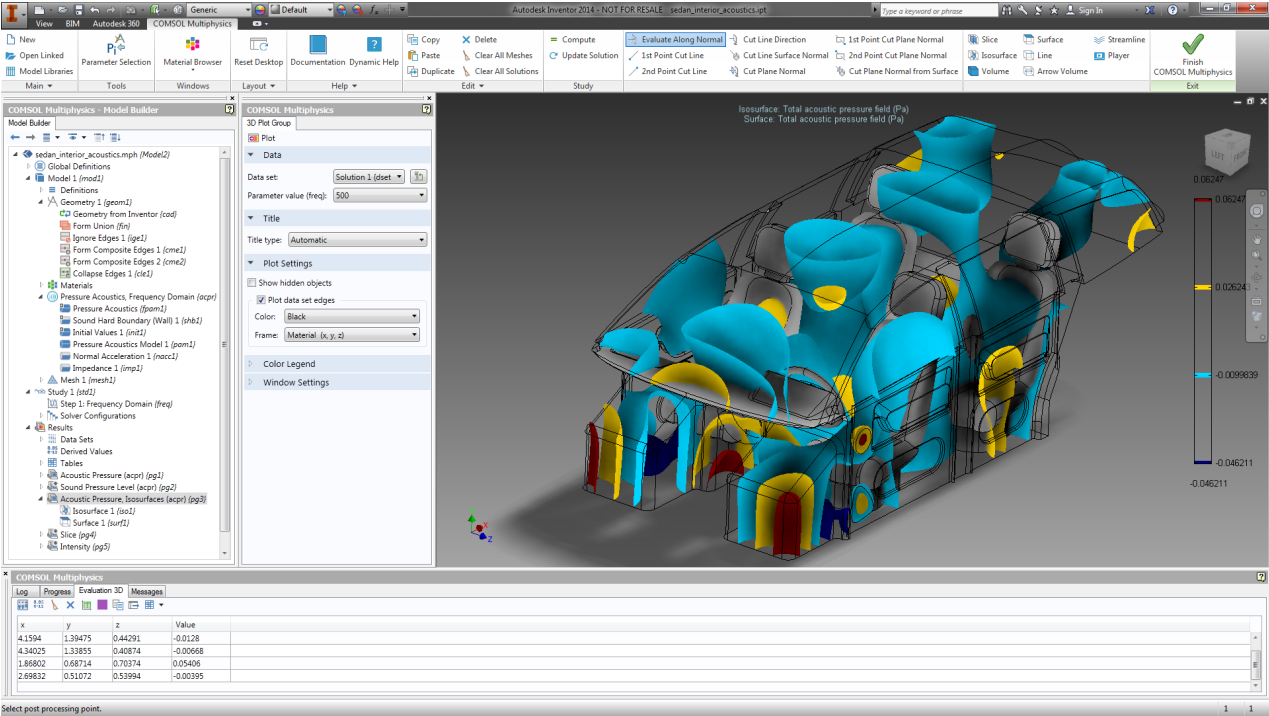 Generic
Default
Autodesk Inventor 2014 - NOT FOR RESALE sedan_interior_acoustics.ipt
Type a keyword or phrase
Sign In
View BIM Autodesk 360 COMSOL Multiphysics
New
Open Linked
Model Libraries
Main
Parameter Selection
Tools
Material Browser
Windows
Reset Desktop
Layout
Documentation Dynamic Help
Help
Copy Delete
Paste Clear All Meshes
Duplicate Clear All Solutions
Edit
Compute
Update Solution
Study
Evaluate Along Normal Cut Line Direction 1st Point Cut Plane Normal
1st Point Cut Line Cut Line Surface Normal 2nd Point Cut Plane Normal
2nd Point Cut Line Cut Plane Normal Cut Plane Normal from Surface
Slice Surface Streamline
Isosurface Line Player
Volume Arrow Volume
Finish
COMSOL Multiphysics
Exit
COMSOL Multiphysics - Model Builder
Model Builder
sedan_interior_acoustics.mph (Model2)
Global Definitions
Model 1 (mod1)
Definitions
Geometry 1 (geom1)
Geometry from Inventor (cad)
Form Union (fin)
Ignore Edges 1 (ige1)
Form Composite Edges 1 (cme1)
Form Composite Edges 2 (cme2)
Collapse Edges 1 (cle1)
Materials
Pressure Acoustics, Frequency Domain (acpr)
Pressure Acoustics (fpam1)
Sound Hard Boundary (Wall) 1 (shb1)
Initial Values 1 (init1)
Pressure Acoustics Model 1 (pam1)
Normal Acceleration 1 (nacc1)
Impedance 1 (imp1)
Mesh 1 (mesh1)
Study 1 (std1)
Step 1: Frequency Domain (freq)
Solver Configurations
Results
Data Sets
Derived Values
Tables
Acoustic Pressure (acpr) (pg1)
Sound Pressure Level (acpr) (pg2)
Acoustic Pressure, Isosurfaces (acpr) (pg3)
Isosurface 1 (iso1)
Surface 1 (surf1)
Slice (pg4)
Intensity (pg5)
COMSOL Multiphysics
3D Plot Group
Plot
Data
Data set: Solution 1 (dset
Parameter value (freq): 500
Title
Title type: Automatic
Plot Settings
Show hidden objects
Plot data set edges
Color: Black
Frame: Material (x, y, z)
Color Legend
Window Settings
Isosurface: Total acoustic pressure field (Pa)
Surface: Total acoustic pressure field (Pa)
LEFT FRONT
0.06247
0.06247
0.026243
-0.0099839
-0.046211
-0.046211
Y
X
Z
COMSOL Multiphysics
Log Progress Evaluation 3D Messages
x y z Value
4.1594 1.39475 0.44291 -0.0128
4.34025 1.33855 0.40874 -0.00668
1.86802 0.68714 0.70374 0.05406
2.69832 0.51072 0.53994 -0.00395
Select post processing point.
1 1